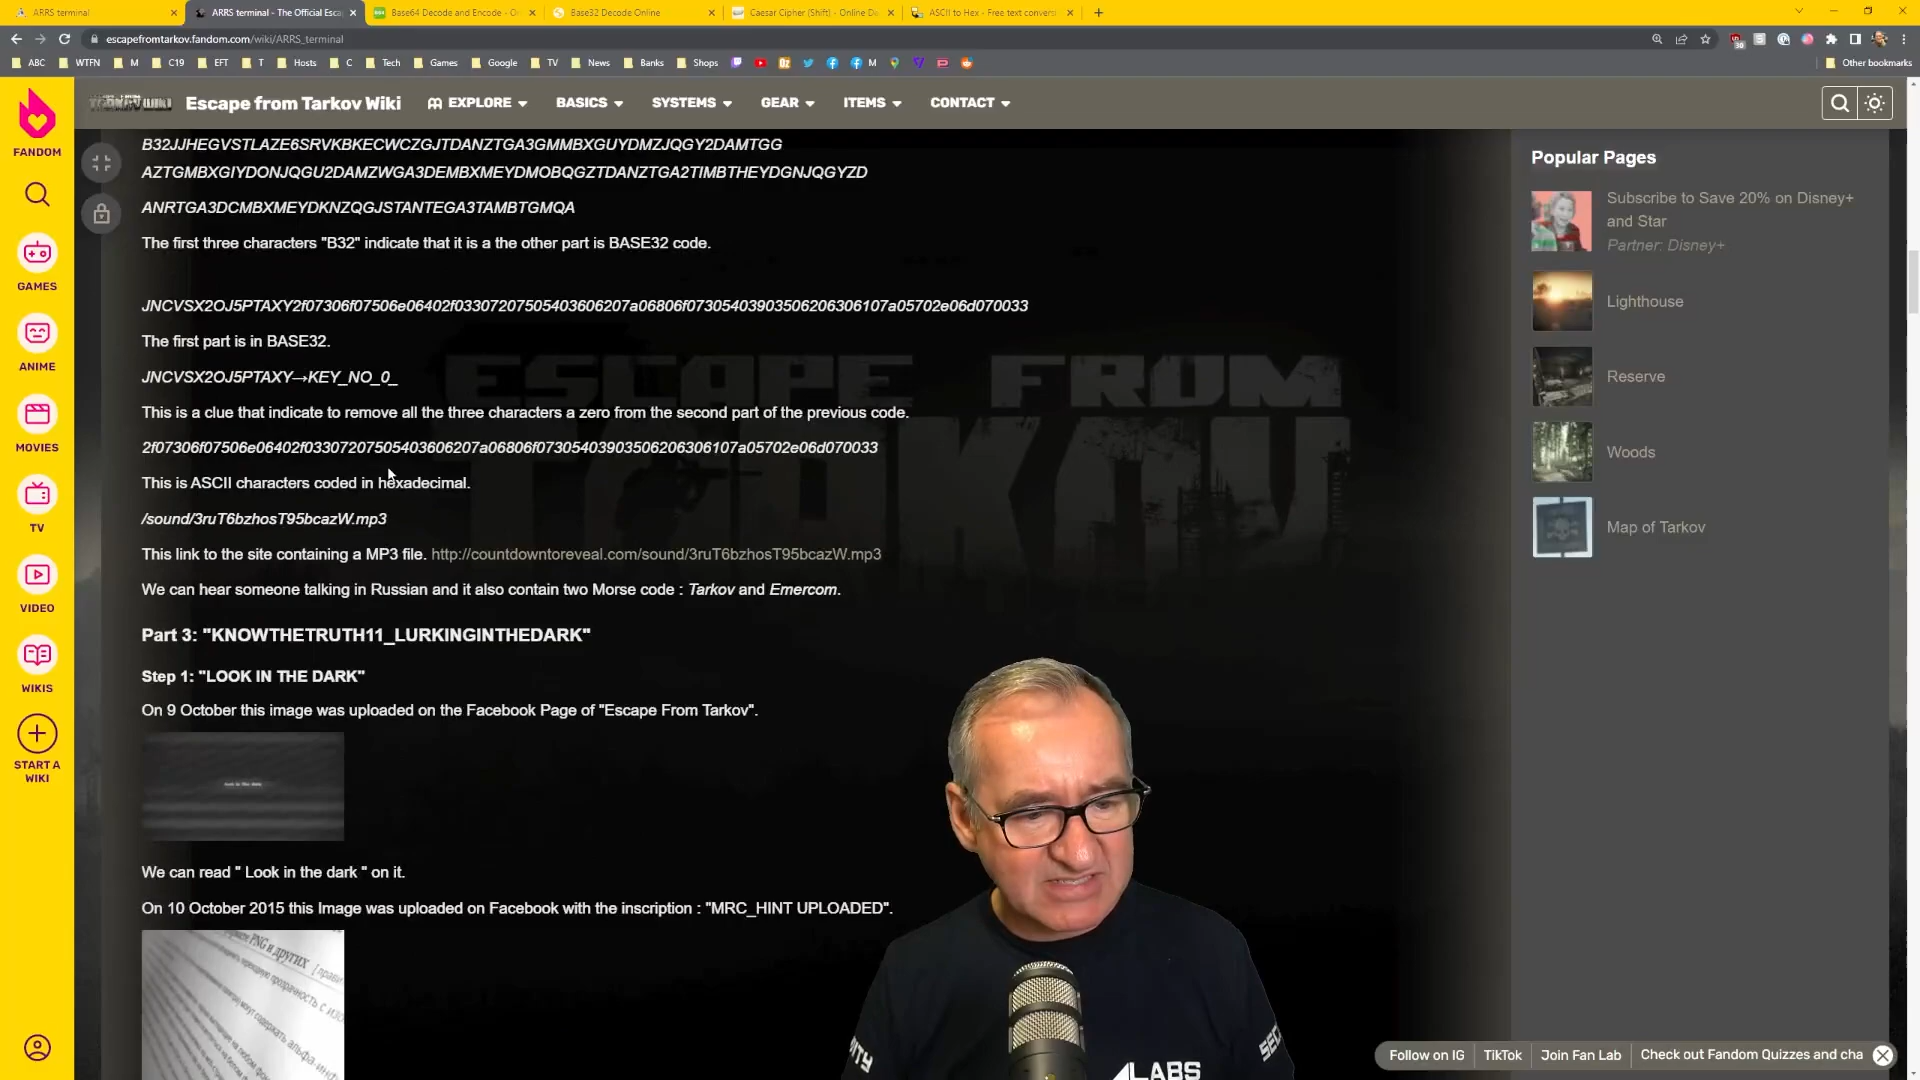 ARRS terminal
ARRS terminal - The Official Esca
Base64 Decode and Encode - O
Base32 Decode Online
Caesar Cipher (Shift) - Online De
ASCII to Hex - Free text convers
escapefromtarkov.fandom.com/wiki/ARRS_terminal
ABC
WTFN
M
C19
EFT
T
Hosts
C
Tech
Games
Google
TV
News
Banks
Shops
M
Other bookmarks
FANDOM
GAMES
ANIME
MOVIES
TV
VIDEO
WIKIS
START A
WIKI
Escape from Tarkov Wiki
EXPLORE
BASICS
SYSTEMS
GEAR
ITEMS
CONTACT
B32JJHEGVSTLAZE6SRVKBKECWCZGJTDANZTGA3GMMBXGUYDMZJQGY2DAMTGG
AZTGMBXGIYDONJQGU2DAMZWGA3DEMBXMEYDMOBQGZTDANZTGA2TIMBTHEYDGNJQGYZD
ANRTGA3DCMBXMEYDKNZQGJSTANTEGA3TAMBTGMQA
The first three characters "B32" indicate that it is a the other part is BASE32 code.
JNCVSX2OJ5PTAXY2f07306f07506e06402f03307207505403606207a06806f07305403903506206306107a05702e06d070033
The first part is in BASE32.
JNCVSX2OJ5PTAXY→KEY_NO_0_
This is a clue that indicate to remove all the three characters a zero from the second part of the previous code.
2f07306f07506e06402f03307207505403606207a06806f07305403903506206306107a05702e06d070033
This is ASCII characters coded in hexadecimal.
/sound/3ruT6bzhosT95bcazW.mp3
This link to the site containing a MP3 file. http://countdowntoreveal.com/sound/3ruT6bzhosT95bcazW.mp3
We can hear someone talking in Russian and it also contain two Morse code : Tarkov and Emercom.
Part 3: "KNOWTHETRUTH11_LURKINGINTHEDARK"
Step 1: "LOOK IN THE DARK"
On 9 October this image was uploaded on the Facebook Page of "Escape From Tarkov".
look in the dark
We can read " Look in the dark " on it.
On 10 October 2015 this Image was uploaded on Facebook with the inscription : "MRC_HINT UPLOADED".
PNG и других
ESCAPE FROM
TARKOV
Popular Pages
Subscribe to Save 20% on Disney+
and Star
Partner: Disney+
Lighthouse
Reserve
Woods
Map of Tarkov
LABS
Follow on IG
TikTok
Join Fan Lab
Check out Fandom Quizzes and cha